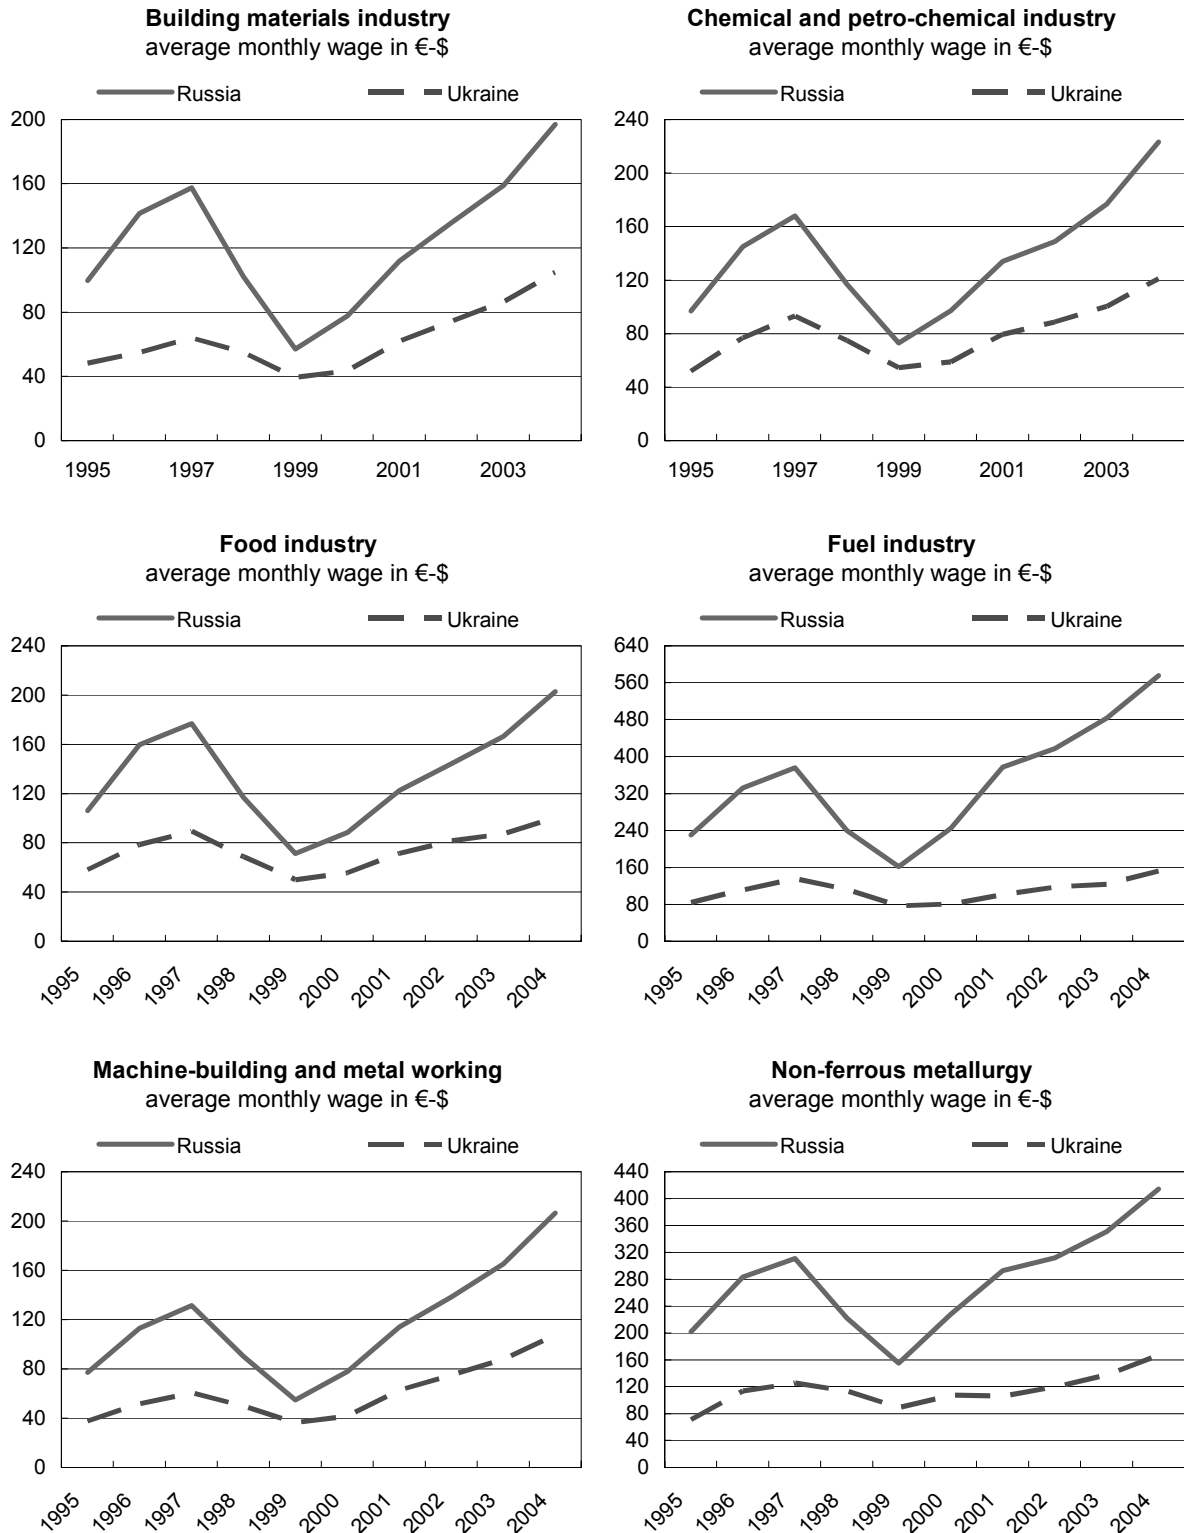 Building materials industry
average monthly wage in €-$
Russia Ukraine
200
160
120
80
40
0
1995 1997 1999 2001 2003
Chemical and petro-chemical industry
average monthly wage in €-$
Russia Ukraine
240
200
160
120
80
40
0
1995 1997 1999 2001 2003
Food industry
average monthly wage in €-$
Russia Ukraine
240
200
160
120
80
40
0
1995 1996 1997 1998 1999 2000 2001 2002 2003 2004
Fuel industry
average monthly wage in €-$
Russia Ukraine
640
560
480
400
320
240
160
80
0
1995 1996 1997 1998 1999 2000 2001 2002 2003 2004
Machine-building and metal working
average monthly wage in €-$
Russia Ukraine
240
200
160
120
80
40
0
1995 1996 1997 1998 1999 2000 2001 2002 2003 2004
Non-ferrous metallurgy
average monthly wage in €-$
Russia Ukraine
440
400
360
320
280
240
200
160
120
80
40
0
1995 1996 1997 1998 1999 2000 2001 2002 2003 2004